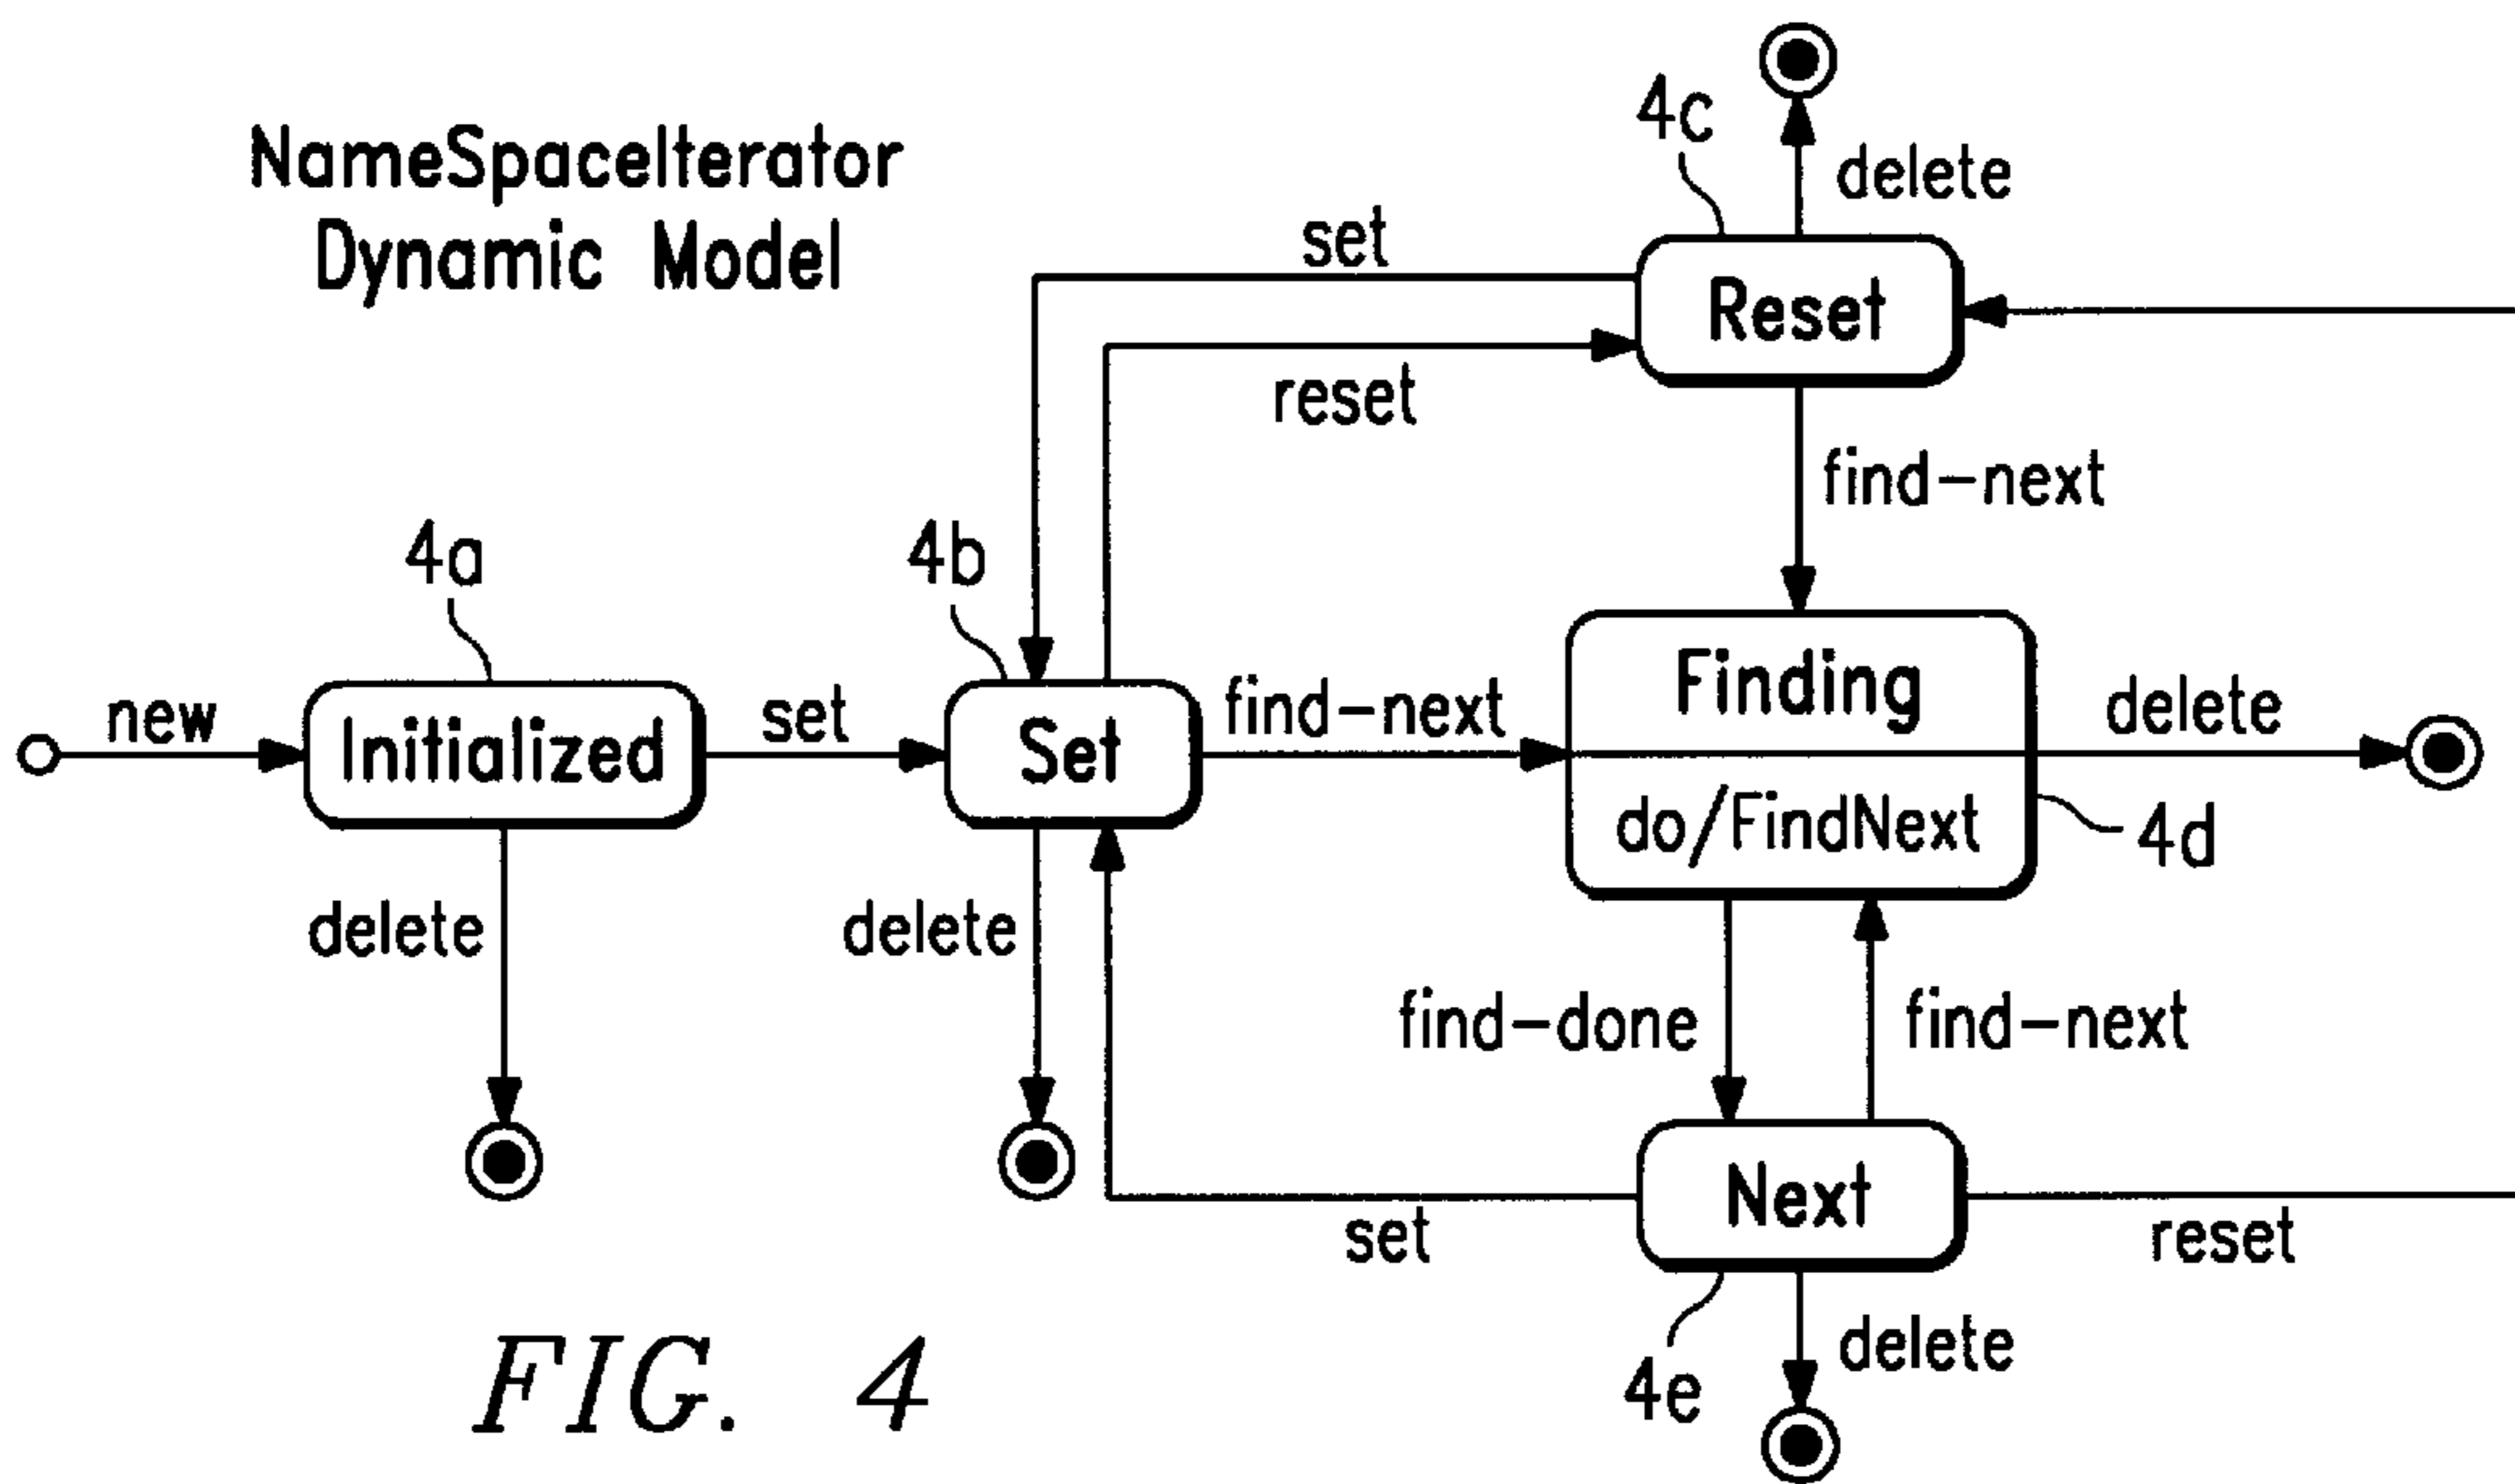 NameSpaceIterator
Dynamic Model
4c
delete
set
Reset
reset
find-next
4a
4b
new
Initialized
set
Set
find-next
Finding
do/FindNext
delete
4d
delete
delete
find-done
find-next
set
Next
reset
4e
delete
FIG. 4